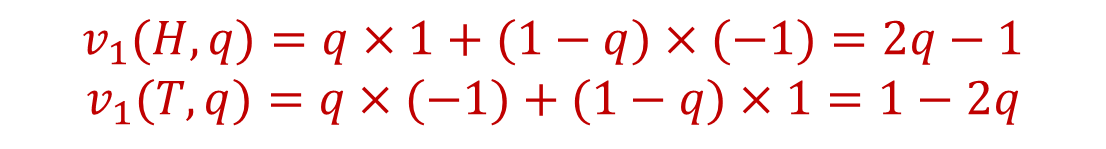 v₁(H, q) = q × 1 + (1 − q) × (−1) = 2q − 1
v₁(T, q) = q × (−1) + (1 − q) × 1 = 1 − 2q